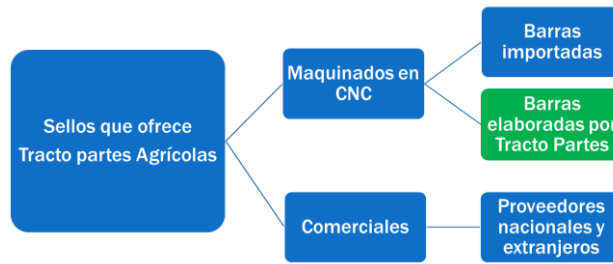 Sellos que ofrece
Tracto partes Agrícolas
Maquinados en
CNC
Barras
importadas
Barras
elaboradas por
Tracto Partes
Comerciales
Proveedores
nacionales y
extranjeros